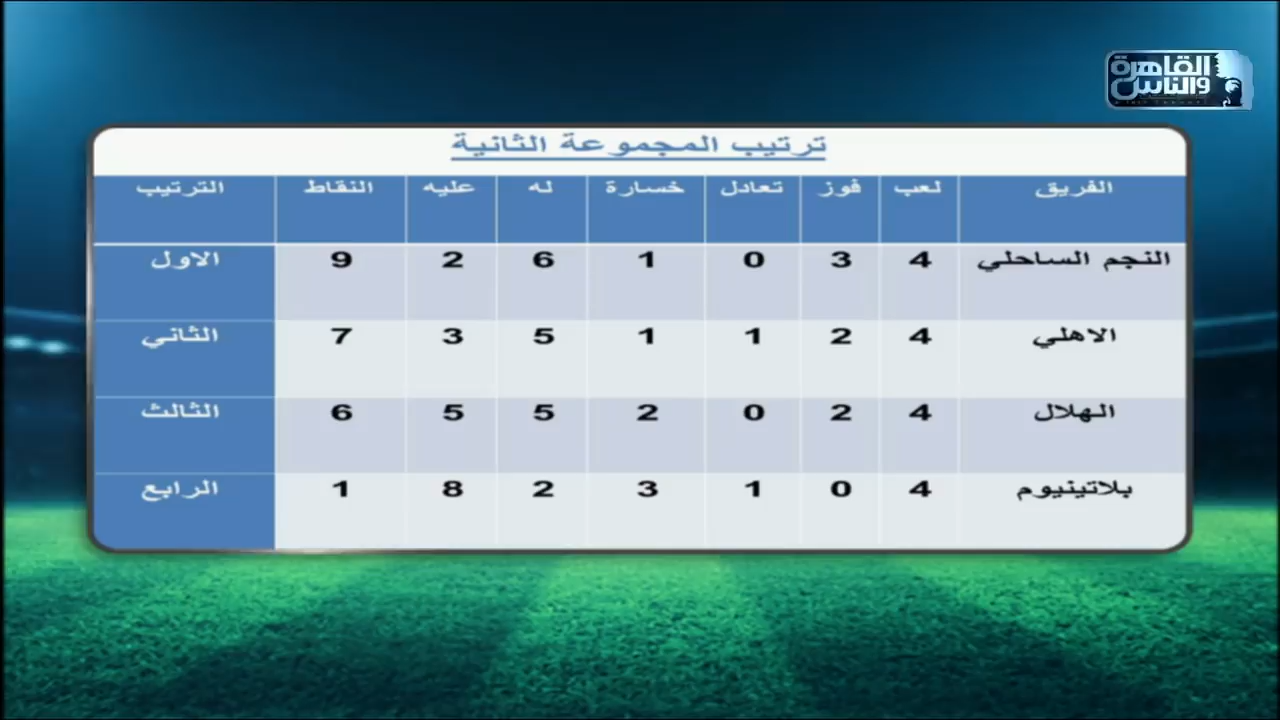 القاهرة
والناس
ترتيب المجموعة الثانية
الفريق لعب فوز تعادل خسارة له عليه النقاط الترتيب
النجم الساحلي 4 3 0 1 6 2 9 الاول
الاهلي 4 2 1 1 5 3 7 الثاني
الهلال 4 2 0 2 5 5 6 الثالث
بلاتينيوم 4 0 1 3 2 8 1 الرابع